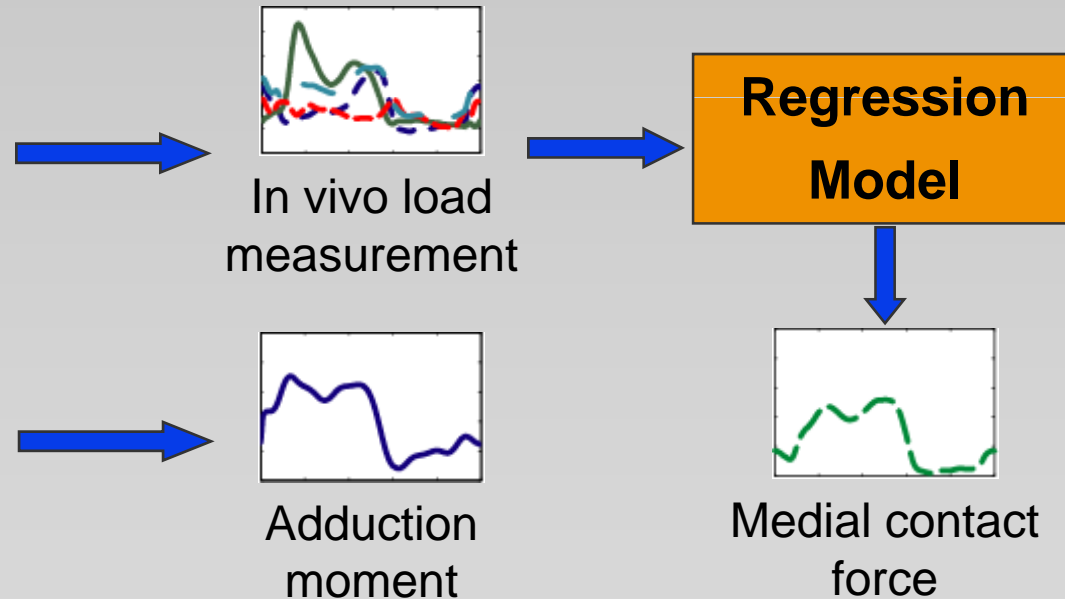 In vivo load
measurement
Regression
Model
Adduction
moment
Medial contact
force